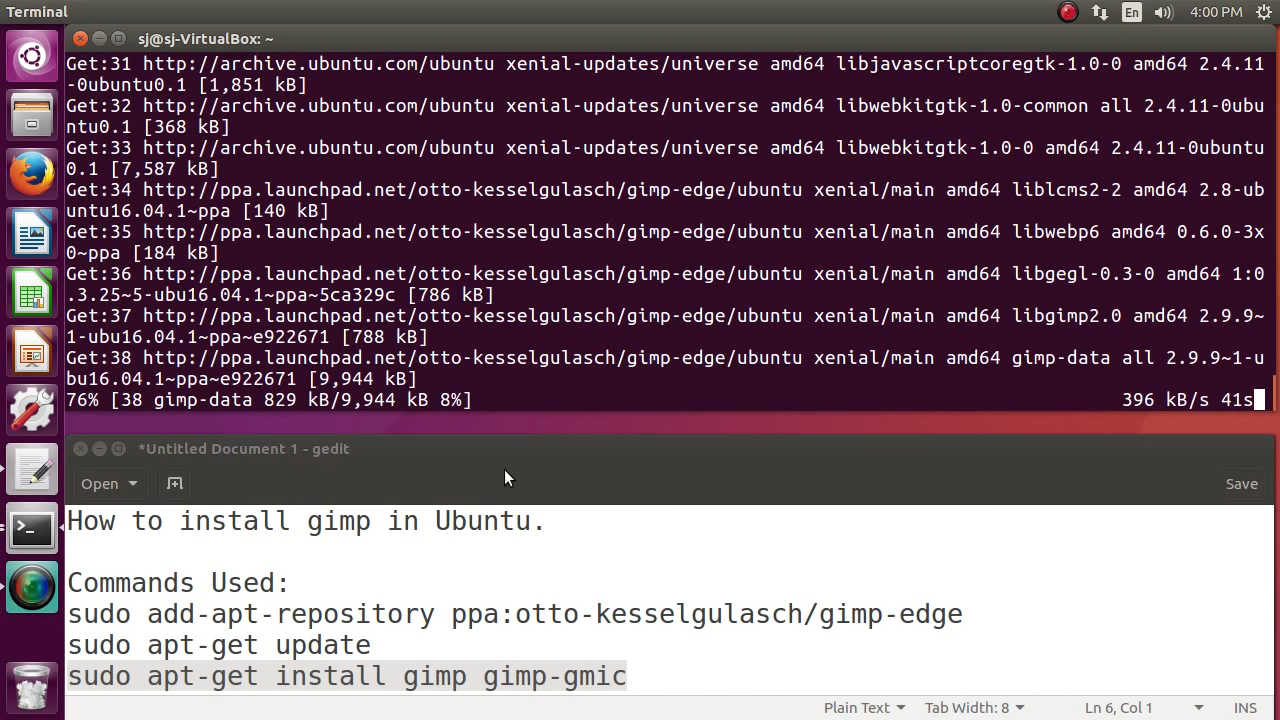 Terminal
En
4:00 PM
sj@sj-VirtualBox: ~
Get:31 http://archive.ubuntu.com/ubuntu xenial-updates/universe amd64 libjavascriptcoregtk-1.0-0 amd64 2.4.11
-0ubuntu0.1 [1,851 kB]
Get:32 http://archive.ubuntu.com/ubuntu xenial-updates/universe amd64 libwebkitgtk-1.0-common all 2.4.11-0ubu
ntu0.1 [368 kB]
Get:33 http://archive.ubuntu.com/ubuntu xenial-updates/universe amd64 libwebkitgtk-1.0-0 amd64 2.4.11-0ubuntu
0.1 [7,587 kB]
Get:34 http://ppa.launchpad.net/otto-kesselgulasch/gimp-edge/ubuntu xenial/main amd64 liblcms2-2 amd64 2.8-ub
untu16.04.1~ppa [140 kB]
Get:35 http://ppa.launchpad.net/otto-kesselgulasch/gimp-edge/ubuntu xenial/main amd64 libwebp6 amd64 0.6.0-3x
0~ppa [184 kB]
Get:36 http://ppa.launchpad.net/otto-kesselgulasch/gimp-edge/ubuntu xenial/main amd64 libgegl-0.3-0 amd64 1:0
.3.25~5-ubu16.04.1~ppa~5ca329c [786 kB]
Get:37 http://ppa.launchpad.net/otto-kesselgulasch/gimp-edge/ubuntu xenial/main amd64 libgimp2.0 amd64 2.9.9~
1-ubu16.04.1~ppa~e922671 [788 kB]
Get:38 http://ppa.launchpad.net/otto-kesselgulasch/gimp-edge/ubuntu xenial/main amd64 gimp-data all 2.9.9~1-u
bu16.04.1~ppa~e922671 [9,944 kB]
76% [38 gimp-data 829 kB/9,944 kB 8%] 396 kB/s 41s
*Untitled Document 1 - gedit
Open
Save
How to install gimp in Ubuntu.
Commands Used:
sudo add-apt-repository ppa:otto-kesselgulasch/gimp-edge
sudo apt-get update
sudo apt-get install gimp gimp-gmic
Plain Text Tab Width: 8 Ln 6, Col 1 INS